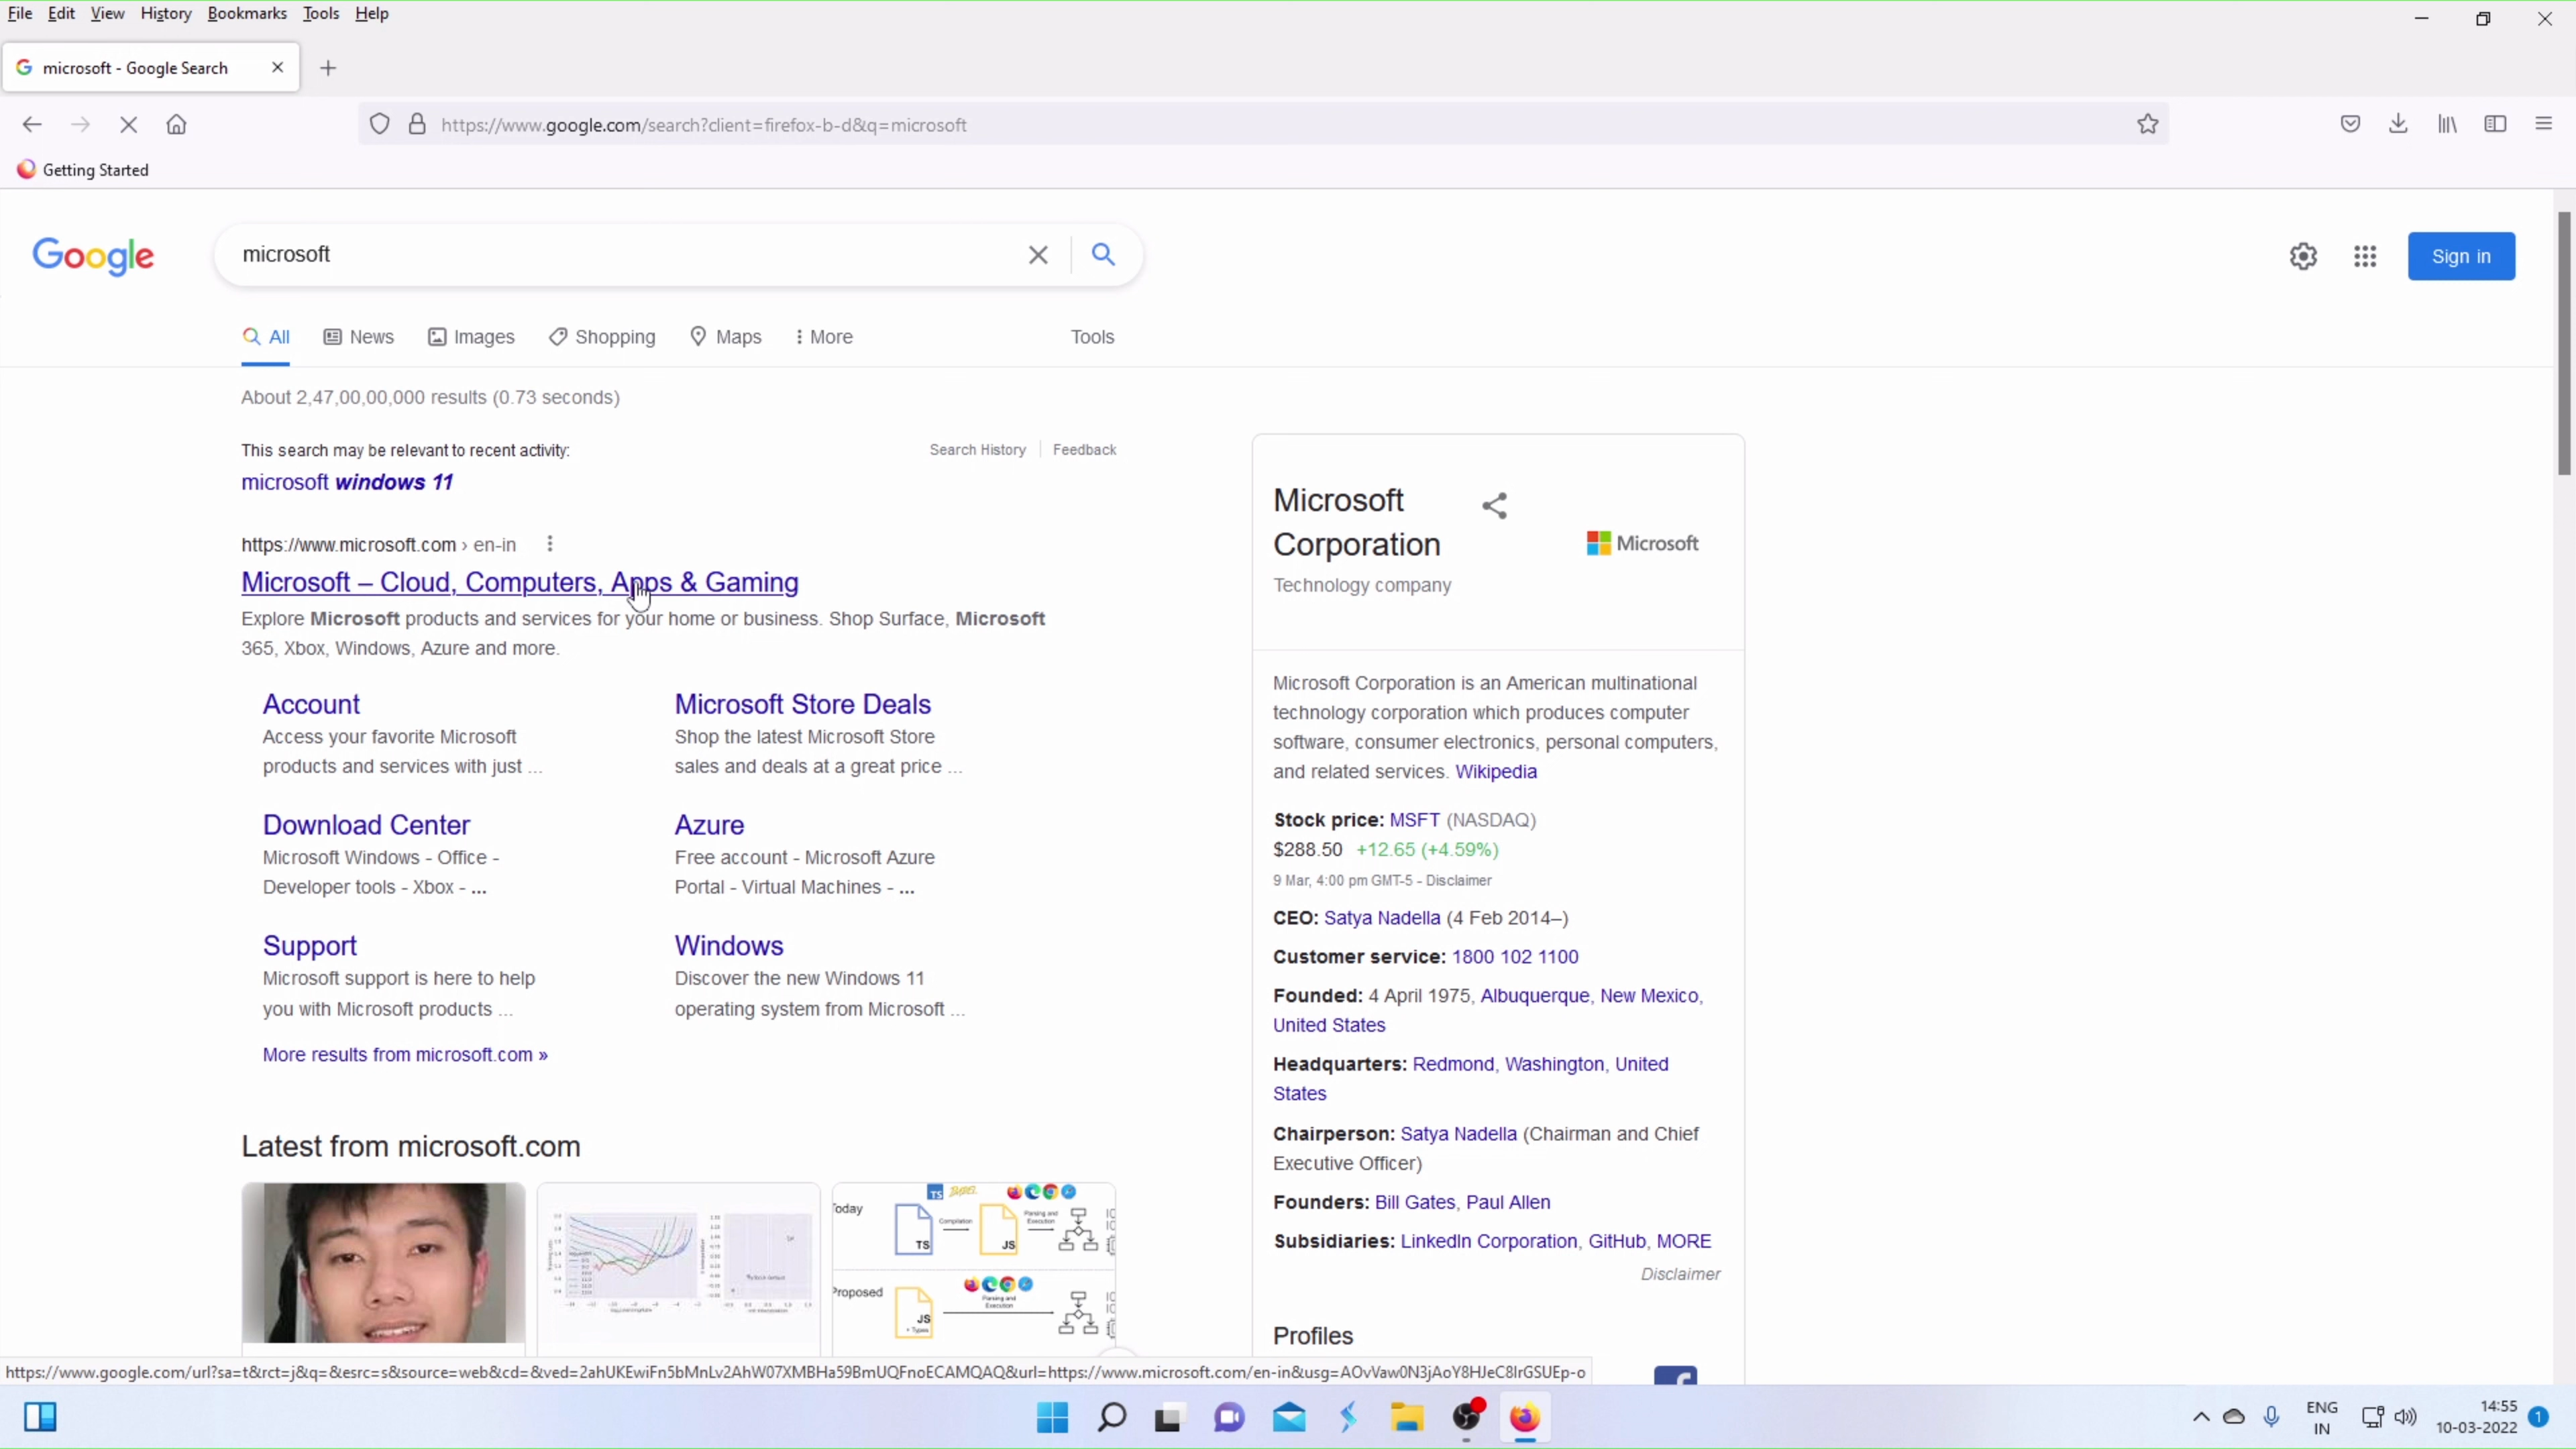 File Edit View History Bookmarks Tools Help
microsoft - Google Search
https://www.google.com/search?client=firefox-b-d&q=microsoft
Getting Started
Google
microsoft
Sign in
All News Images Shopping Maps More Tools
About 2,47,00,00,000 results (0.73 seconds)
This search may be relevant to recent activity: Search History Feedback
microsoft windows 11
https://www.microsoft.com › en-in
Microsoft – Cloud, Computers, Apps & Gaming
Explore Microsoft products and services for your home or business. Shop Surface, Microsoft
365, Xbox, Windows, Azure and more.
Account
Access your favorite Microsoft
products and services with just ...
Microsoft Store Deals
Shop the latest Microsoft Store
sales and deals at a great price ...
Download Center
Microsoft Windows - Office -
Developer tools - Xbox - ...
Azure
Free account - Microsoft Azure
Portal - Virtual Machines - ...
Support
Microsoft support is here to help
you with Microsoft products ...
Windows
Discover the new Windows 11
operating system from Microsoft ...
More results from microsoft.com »
Latest from microsoft.com
Today
TS
Compilation
JS
Parsing and
Execution
Proposed
JS
+ Types
Parsing and
Execution
Microsoft
Corporation
Technology company
Microsoft
Microsoft Corporation is an American multinational
technology corporation which produces computer
software, consumer electronics, personal computers,
and related services. Wikipedia
Stock price: MSFT (NASDAQ)
$288.50 +12.65 (+4.59%)
9 Mar, 4:00 pm GMT-5 - Disclaimer
CEO: Satya Nadella (4 Feb 2014–)
Customer service: 1800 102 1100
Founded: 4 April 1975, Albuquerque, New Mexico,
United States
Headquarters: Redmond, Washington, United
States
Chairperson: Satya Nadella (Chairman and Chief
Executive Officer)
Founders: Bill Gates, Paul Allen
Subsidiaries: LinkedIn Corporation, GitHub, MORE
Disclaimer
Profiles
https://www.google.com/url?sa=t&rct=j&q=&esrc=s&source=web&cd=&ved=2ahUKEwiFn5bMnLv2AhW07XMBHa59BmUQFnoECAMQAQ&url=https://www.microsoft.com/en-in&usg=AOvVaw0N3jAoY8HJeC8IrGSUEp-o
ENG
IN
14:55
10-03-2022
1